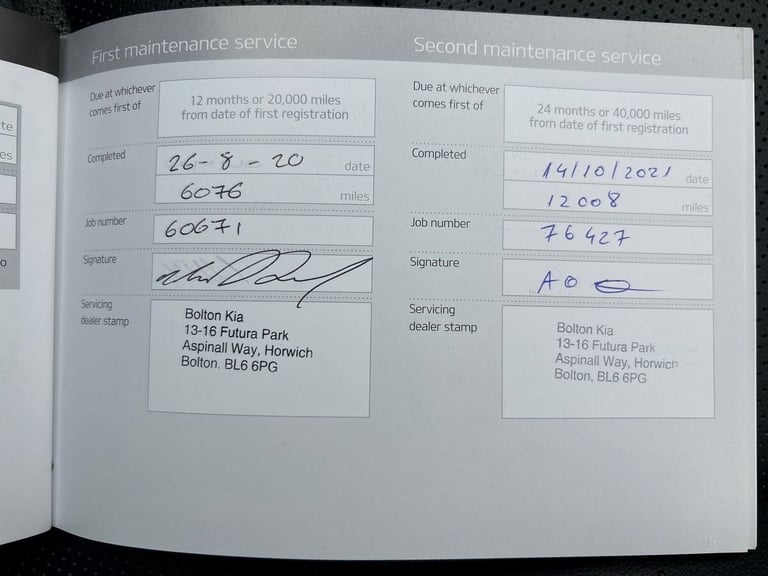 First maintenance service
Due at whichever
comes first of
12 months or 20,000 miles
from date of first registration
Completed
26-8-20 date
6076 miles
Job number
60671
Signature
Servicing
dealer stamp
Bolton Kia
13-16 Futura Park
Aspinall Way, Horwich
Bolton, BL6 6PG
Second maintenance service
Due at whichever
comes first of
24 months or 40,000 miles
from date of first registration
Completed
14/10/2021 date
12008 miles
Job number
76427
Signature
AO
Servicing
dealer stamp
Bolton Kia
13-16 Futura Park
Aspinall Way, Horwich
Bolton, BL6 6PG
te
es
o